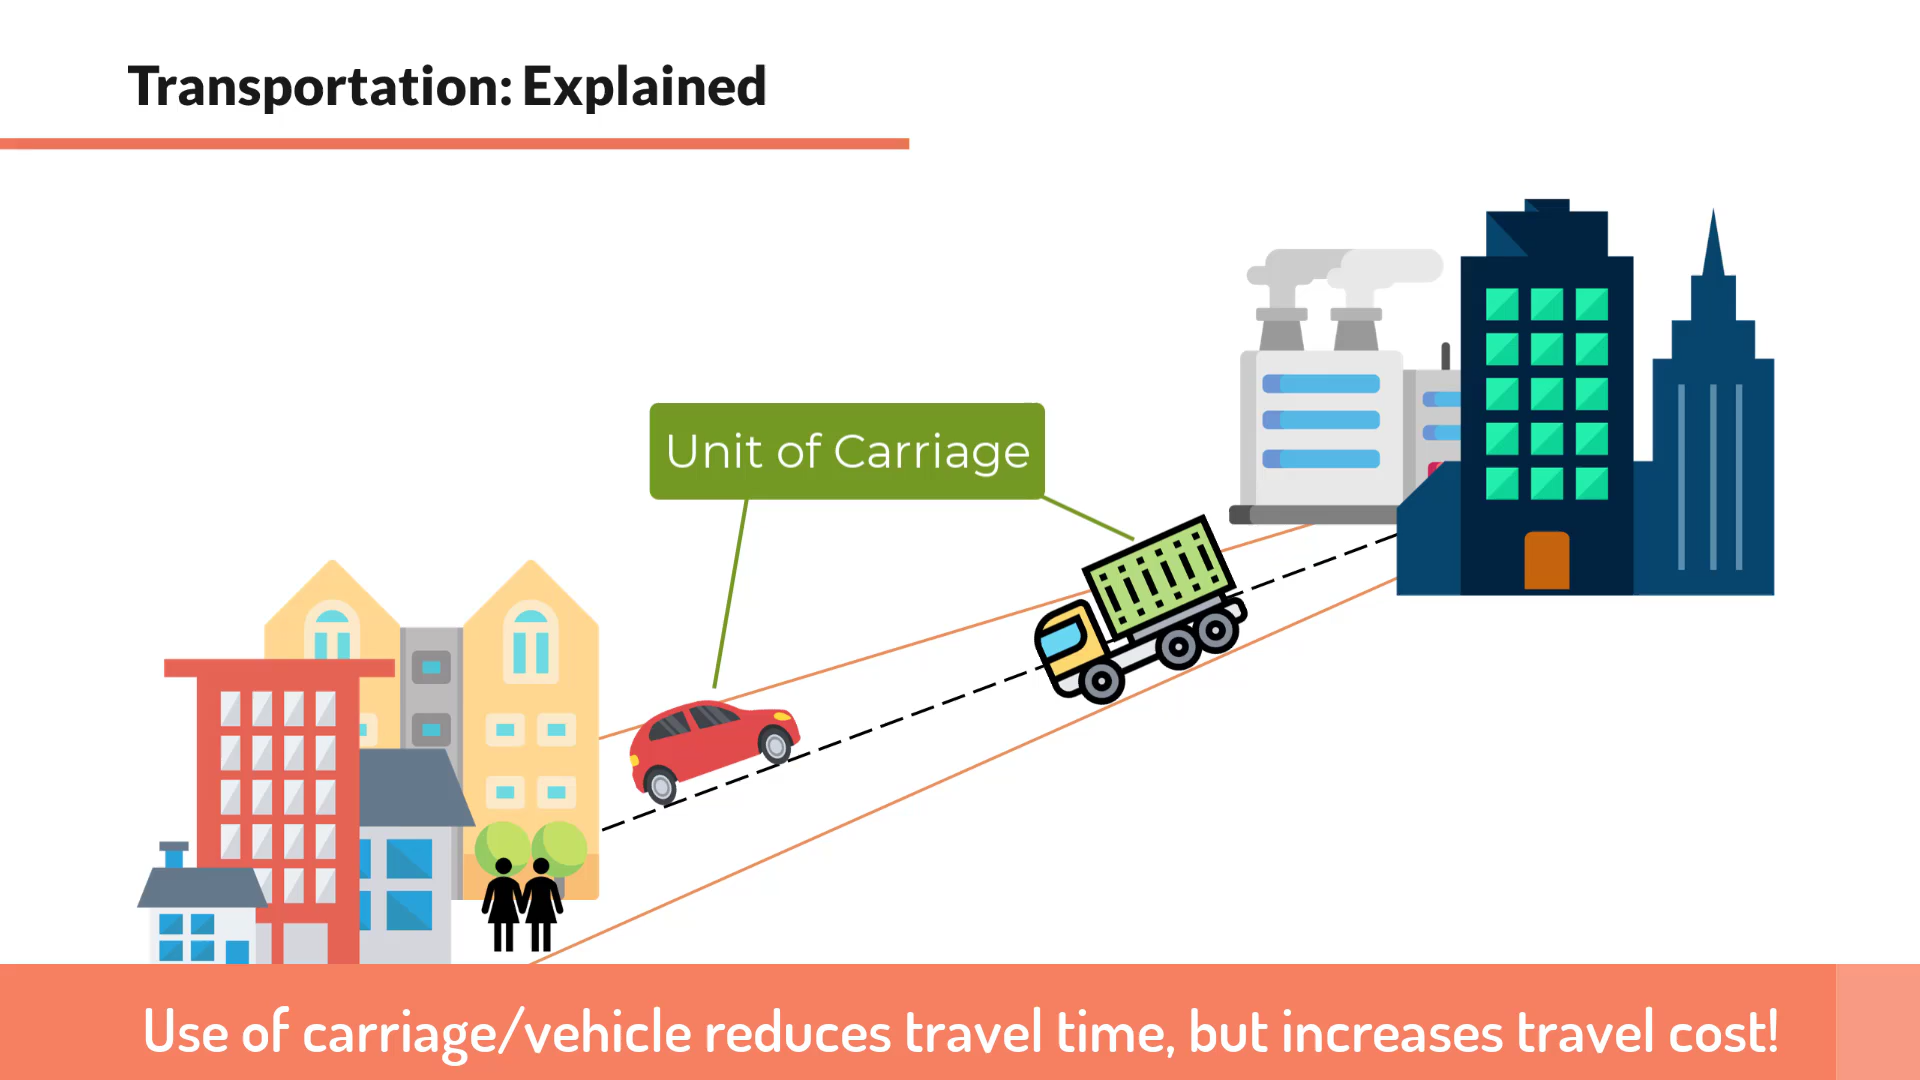 Transportation: Explained
Unit of Carriage
Use of carriage/vehicle reduces travel time, but increases travel cost!